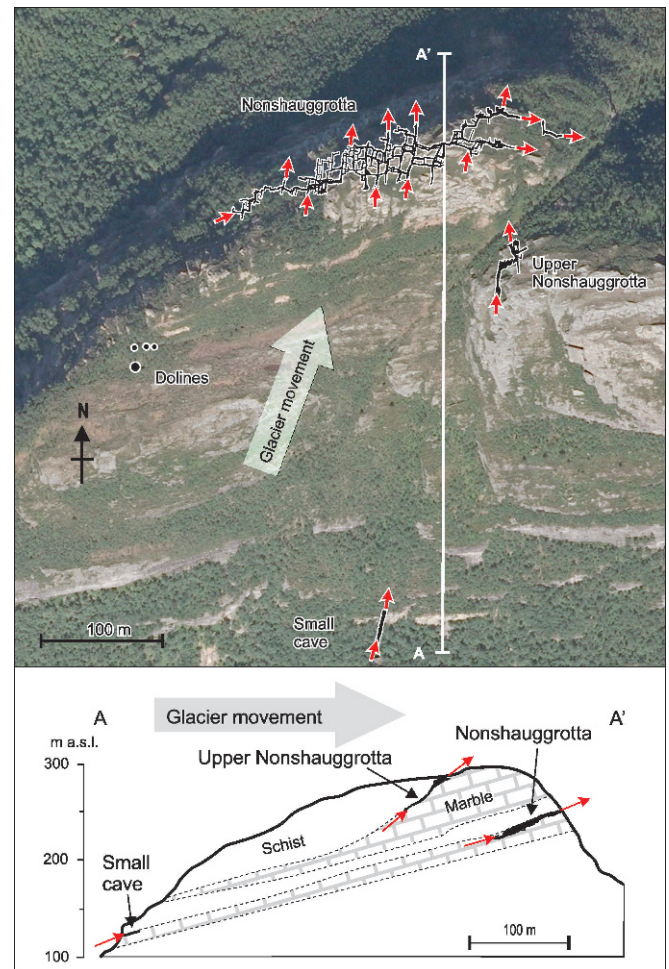 A'
Nonshauggrotta
Upper
Nonshauggrotta
Dolines
N
Glacier movement
100 m
Small
cave
A
A
Glacier movement
A'
m a.s.l.
Nonshauggrotta
Upper Nonshauggrotta
300
Marble
Schist
200
Small
cave
100 m
100